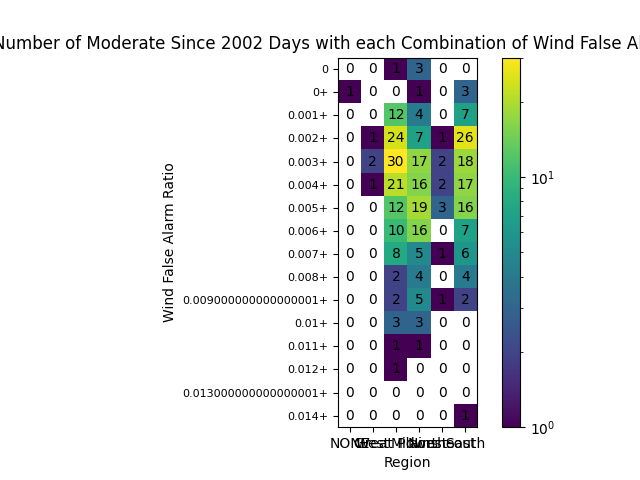 Number of Moderate Since 2002 Days with each Combination of Wind False Al
0 0 0 1 3 0 0
0+ 1 0 0 1 0 3
0.001+ 0 0 12 4 0 7
0.002+ 0 1 24 7 1 26
0.003+ 0 2 30 17 2 18
0.004+ 0 1 21 16 2 17
0.005+ 0 0 12 19 3 16
0.006+ 0 0 10 16 0 7
0.007+ 0 0 8 5 1 6
0.008+ 0 0 2 4 0 4
0.009000000000000001+ 0 0 2 5 1 2
0.01+ 0 0 3 3 0 0
0.011+ 0 0 1 1 0 0
0.012+ 0 0 1 0 0 0
0.013000000000000001+ 0 0 0 0 0 0
0.014+ 0 0 0 0 0 1
Wind False Alarm Ratio
Region
10¹
10⁰